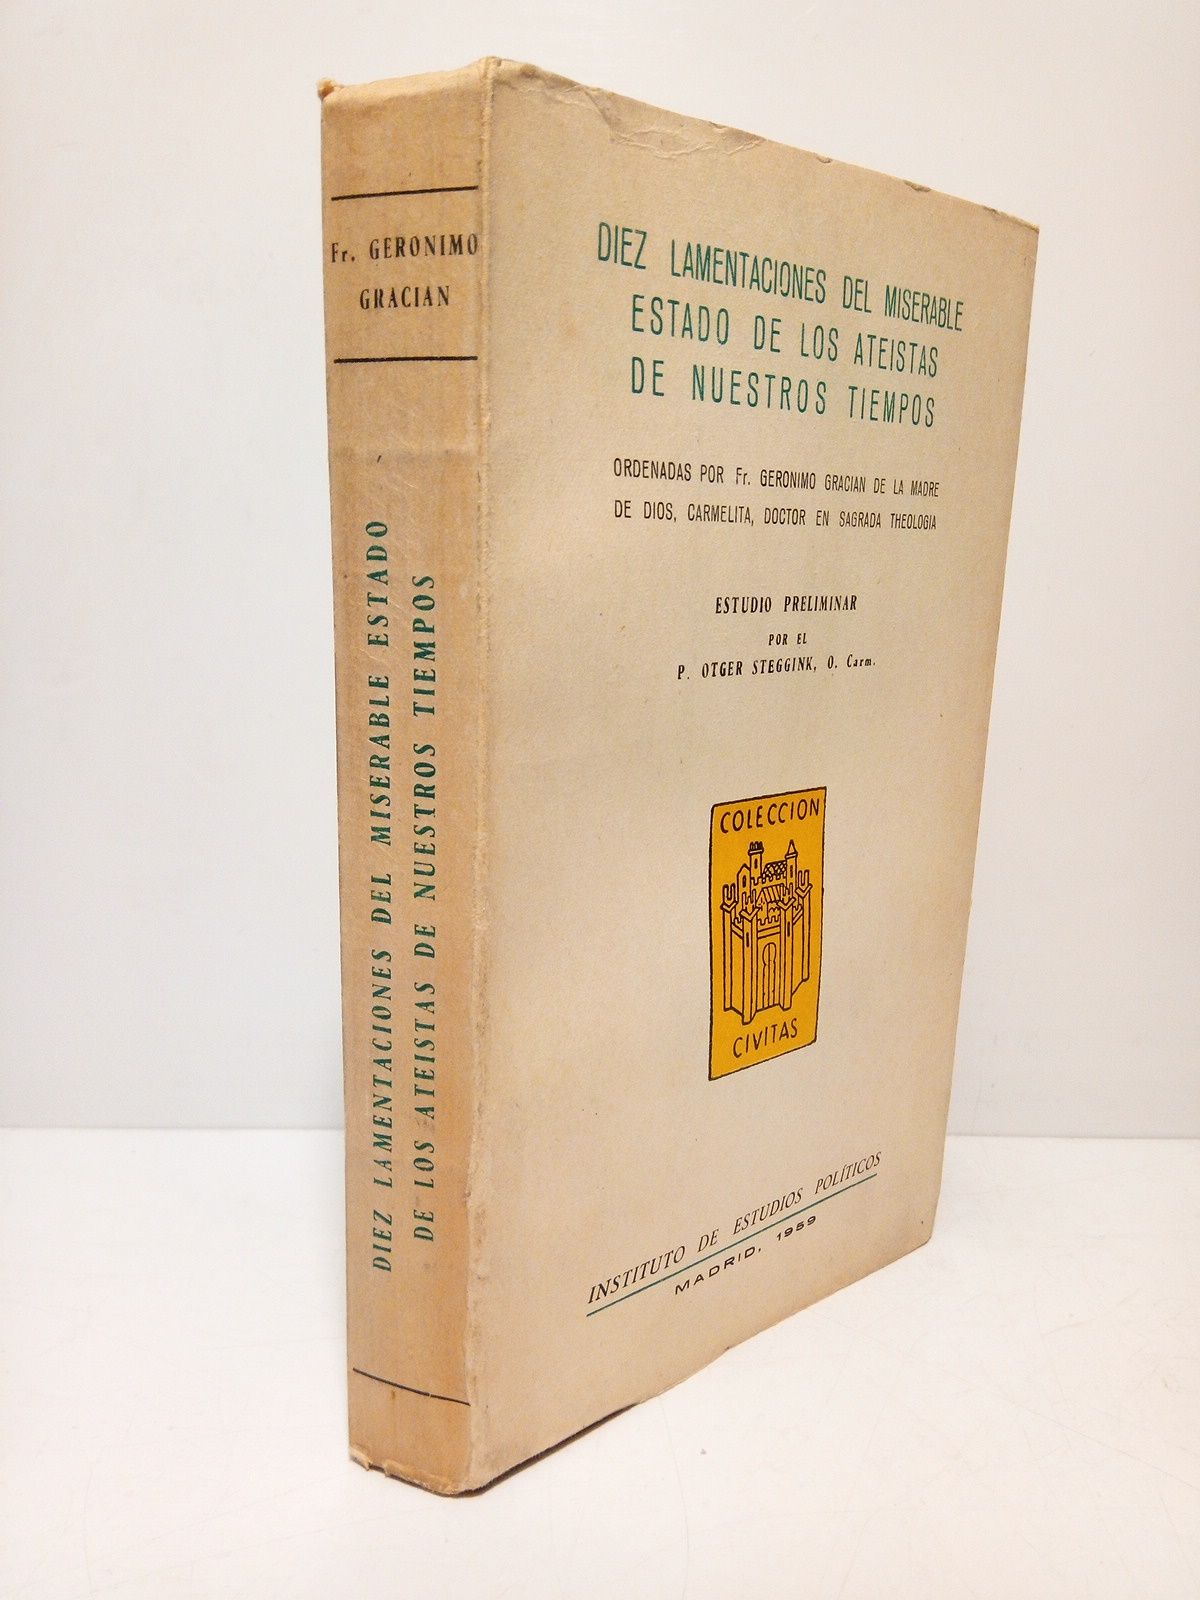 Fr. GERONIMO
GRACIAN
DIEZ LAMENTACIONES DEL MISERABLE ESTADO
DE LOS ATEISTAS DE NUESTROS TIEMPOS
DIEZ LAMENTACIONES DEL MISERABLE
ESTADO DE LOS ATEISTAS
DE NUESTROS TIEMPOS
ORDENADAS POR Fr. GERONIMO GRACIAN DE LA MADRE
DE DIOS, CARMELITA, DOCTOR EN SAGRADA THEOLOGIA
ESTUDIO PRELIMINAR
POR EL
P. OTGER STEGGINK, O. Carm.
COLECCION
CIVITAS
INSTITUTO DE ESTUDIOS POLÍTICOS
MADRID, 1959